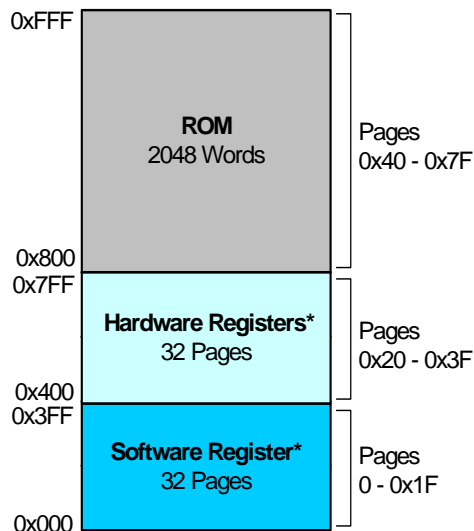 0xFFF
ROM
2048 Words
Pages
0x40 - 0x7F
0x800
0x7FF
Hardware Registers*
32 Pages
Pages
0x20 - 0x3F
0x400
0x3FF
Software Register*
32 Pages
Pages
0 - 0x1F
0x000